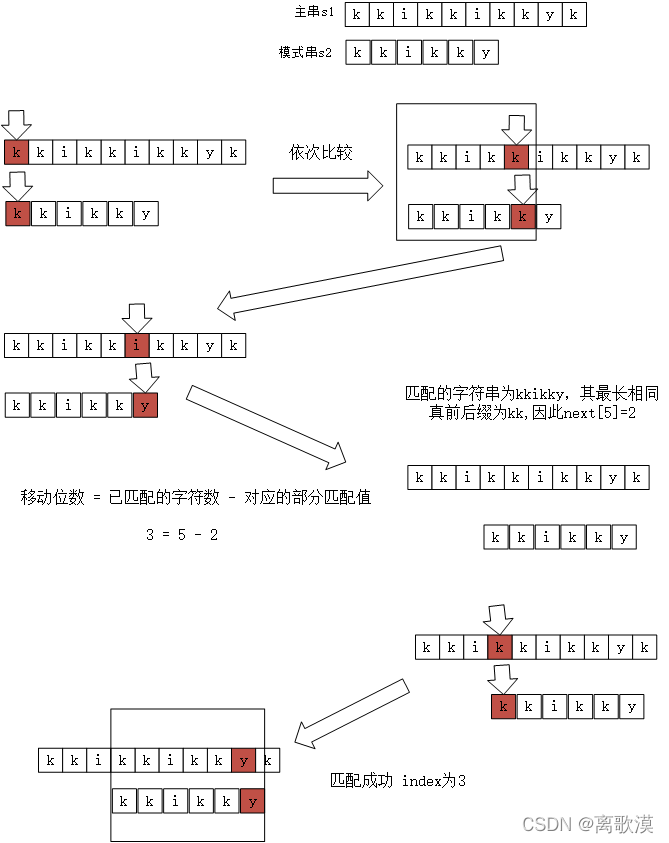 主串s1 k k i k k i k k y k
模式串s2 k k i k k y
k k i k k i k k y k
k k i k k y
依次比较
k k i k k i k k y k
k k i k k y
k k i k k i k k y k
k k i k k y
匹配的字符串为kkikky，其最长相同
真前后缀为kk,因此next[5]=2
k k i k k i k k y k
k k i k k y
移动位数 = 已匹配的字符数 - 对应的部分匹配值
3 = 5 - 2
k k i k k i k k y k
k k i k k y
k k i k k i k k y k
k k i k k y
匹配成功 index为3
CSDN @离歌漠